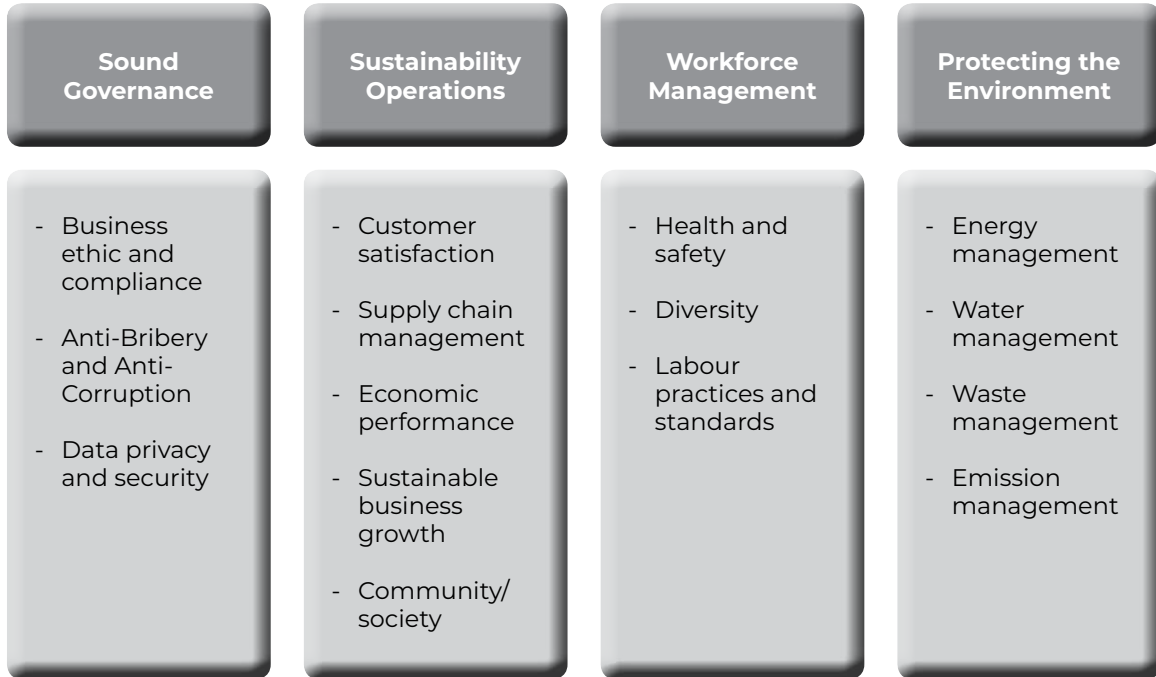 Sound
Governance
- Business
ethic and
compliance
- Anti-Bribery
and Anti-
Corruption
- Data privacy
and security
Sustainability
Operations
- Customer
satisfaction
- Supply chain
management
- Economic
performance
- Sustainable
business
growth
- Community/
society
Workforce
Management
- Health and
safety
- Diversity
- Labour
practices and
standards
Protecting the
Environment
- Energy
management
- Water
management
- Waste
management
- Emission
management